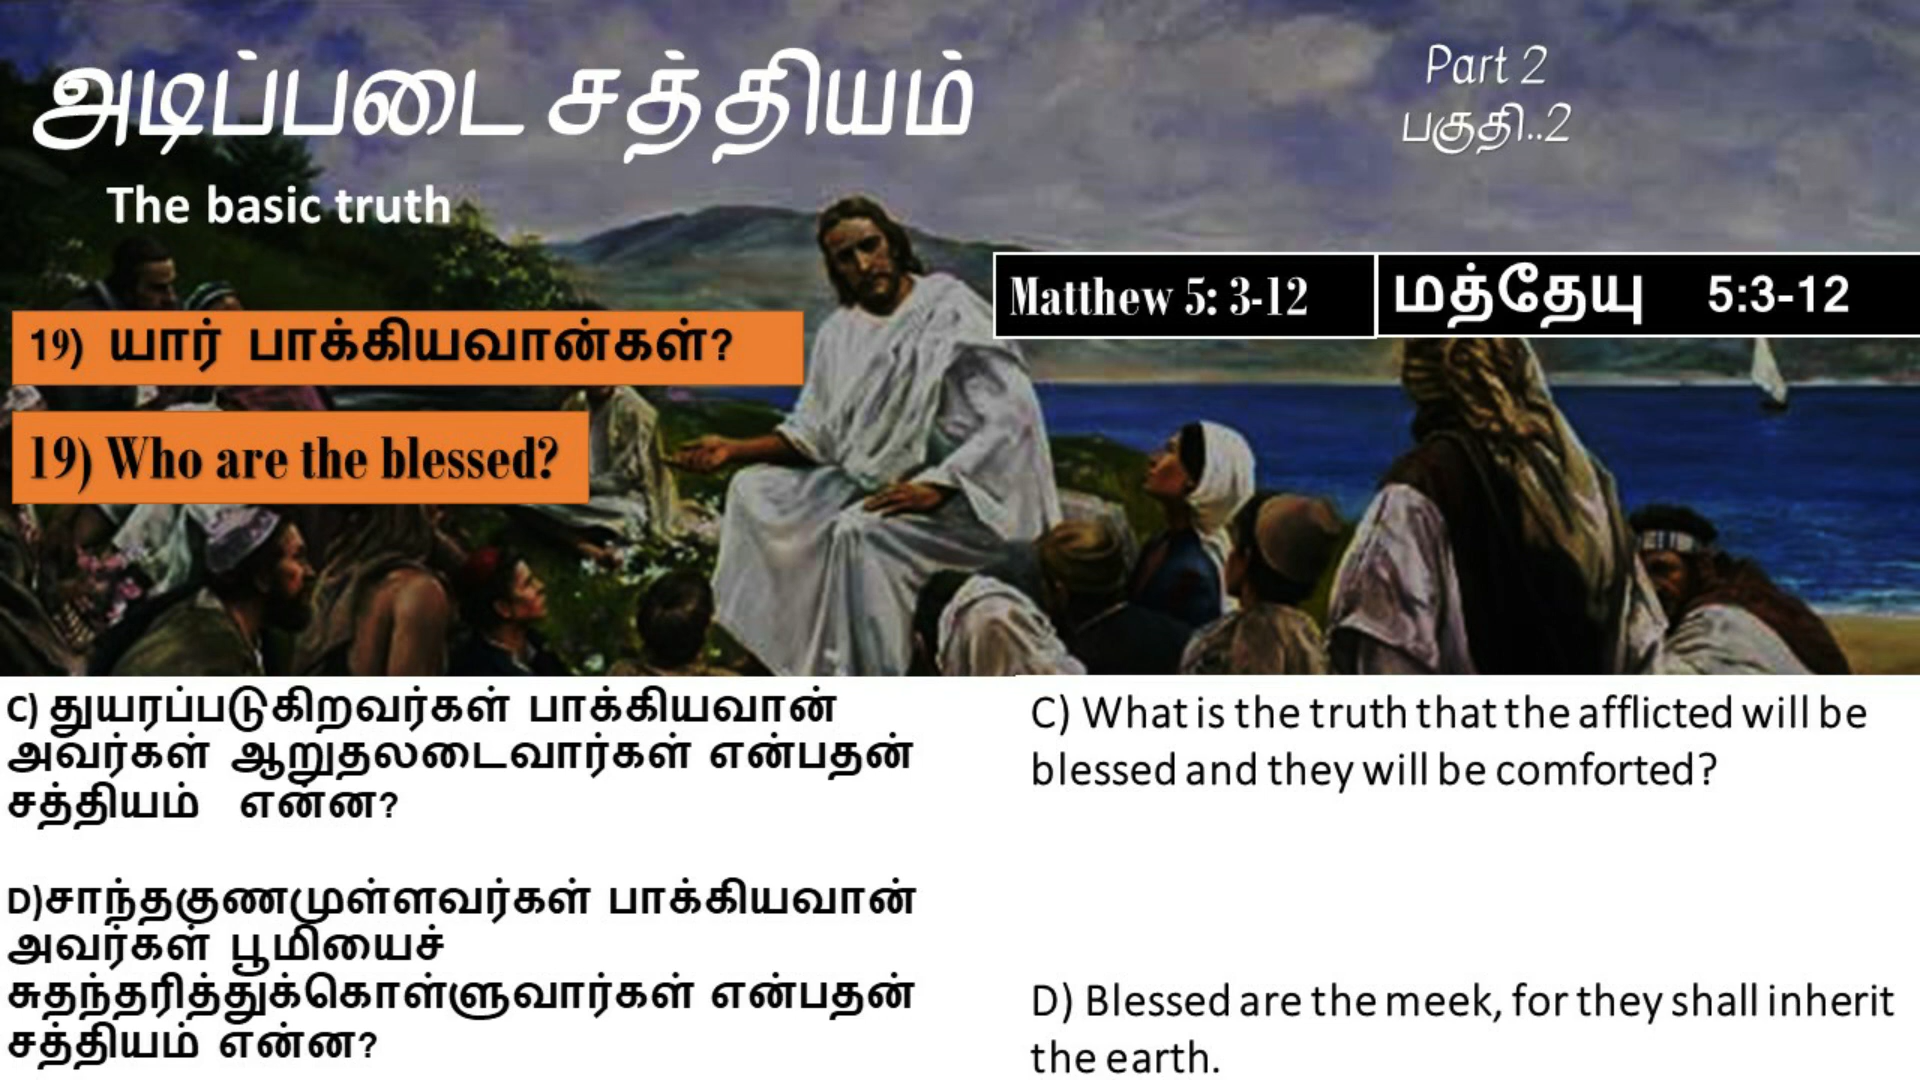 அடிப்படை சத்தியம்
Part 2
பகுதி..2
The basic truth
Matthew 5: 3-12
மத்தேயு 5:3-12
19) யார் பாக்கியவான்கள்?
19) Who are the blessed?
C) துயரப்படுகிறவர்கள் பாக்கியவான்
அவர்கள் ஆறுதலடைவார்கள் என்பதன்
சத்தியம் என்ன?
D)சாந்தகுணமுள்ளவர்கள் பாக்கியவான்
அவர்கள் பூமியைச்
சுதந்தரித்துக்கொள்ளுவார்கள் என்பதன்
சத்தியம் என்ன?
C) What is the truth that the afflicted will be
blessed and they will be comforted?
D) Blessed are the meek, for they shall inherit
the earth.